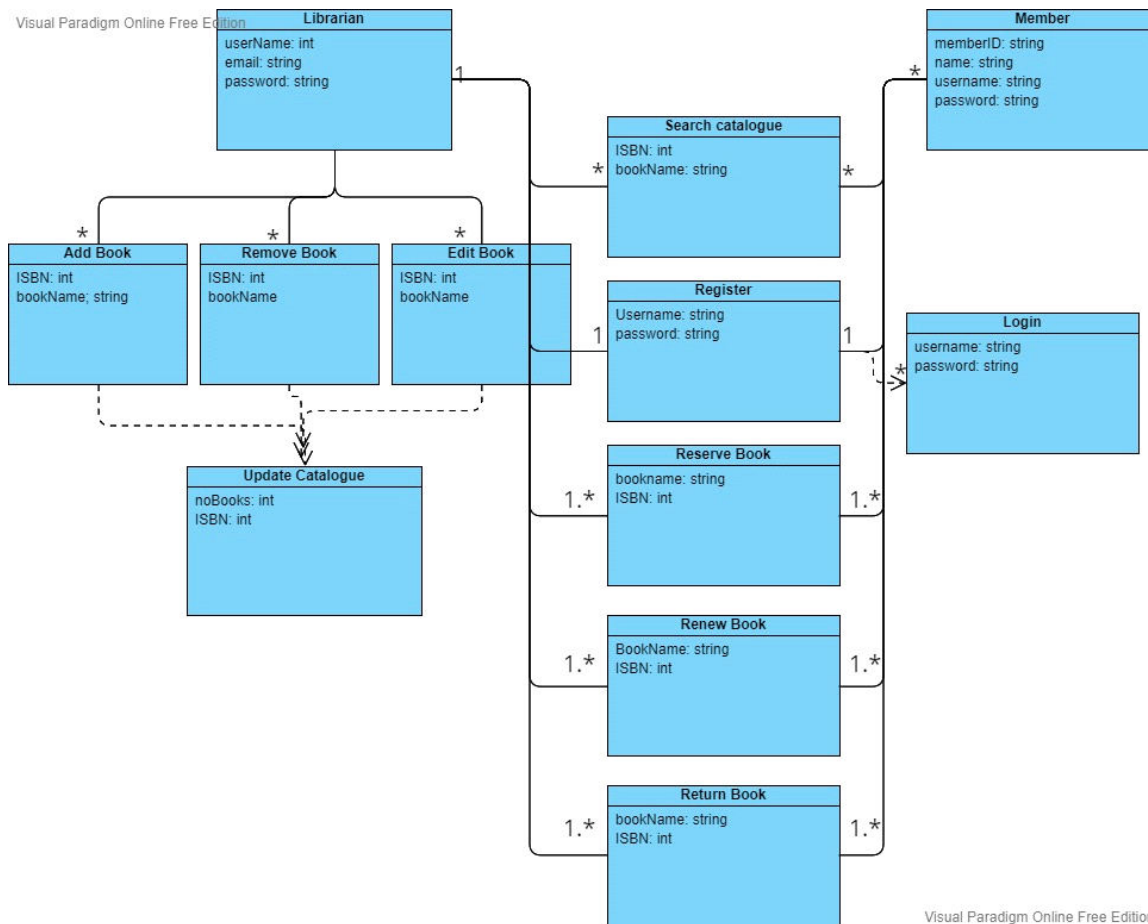 Visual Paradigm Online Free Edition
Librarian
userName: int
email: string
password: string
1
Member
memberID: string
name: string
username: string
password: string
*
Search catalogue
ISBN: int
bookName: string
*
*
Add Book
ISBN: int
bookName; string
*
Remove Book
ISBN: int
bookName
*
Edit Book
ISBN: int
bookName
*
Register
Username: string
password: string
1
1
Login
username: string
password: string
*
Update Catalogue
noBooks: int
ISBN: int
Reserve Book
bookname: string
ISBN: int
1.*
1.*
Renew Book
BookName: string
ISBN: int
1.*
1.*
Return Book
bookName: string
ISBN: int
1.*
1.*
Visual Paradigm Online Free Editio